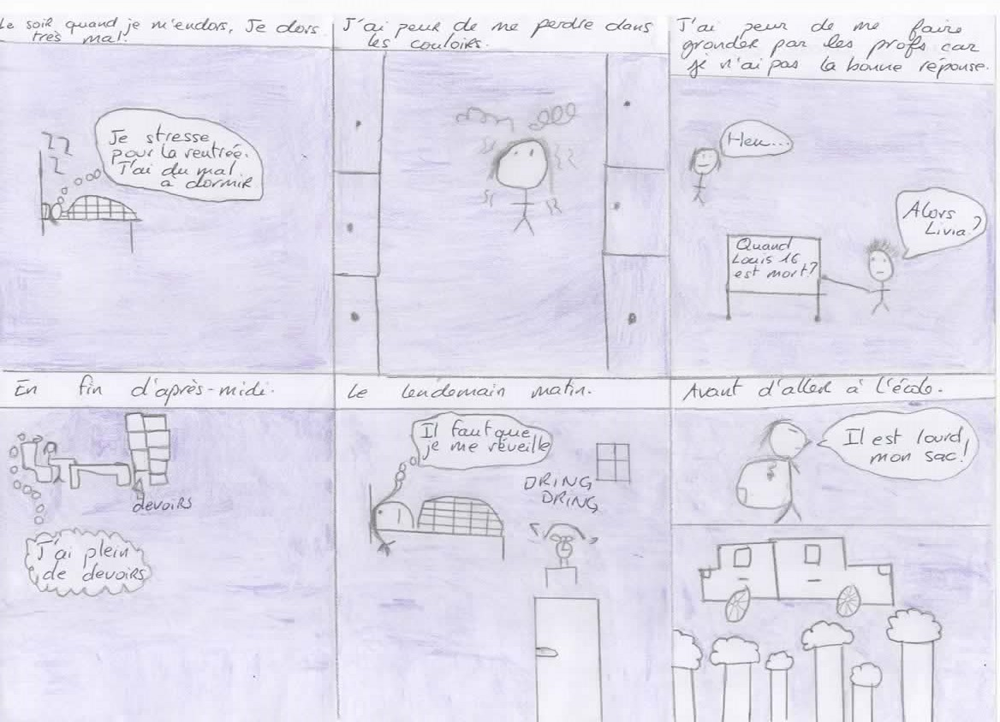 Le soir quand je m'endors, Je dors
très mal.
ZZ
Z
Je stresse
pour la rentrée.
J'ai du mal
à dormir
J'ai peur de me perdre dans
les couloirs.
J'ai peur de me faire
gronder par les profs car
je n'ai pas la bonne réponse.
Heu...
Alors
Livia?
Quand
Louis 16
est mort?
En fin d'après-midi.
devoirs
J'ai plein
de devoirs
Le lendemain matin.
Il faut que
je me réveille
DRING
DRING
Avant d'aller à l'école.
Il est lourd
mon sac!